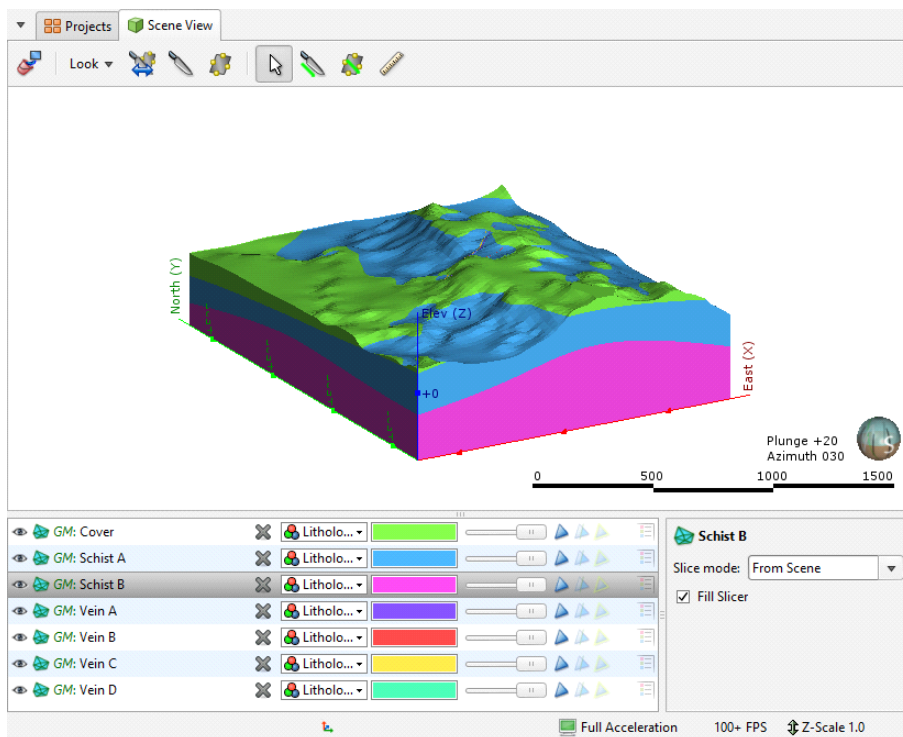 Projects
Scene View
Look
North (Y)
Elev (Z)
+0
East (X)
Plunge +20
Azimuth 030
S
0 500 1000 1500
GM: Cover Litholo...
GM: Schist A Litholo...
GM: Schist B Litholo...
GM: Vein A Litholo...
GM: Vein B Litholo...
GM: Vein C Litholo...
GM: Vein D Litholo...
Schist B
Slice mode: From Scene
Fill Slicer
Full Acceleration 100+ FPS Z-Scale 1.0